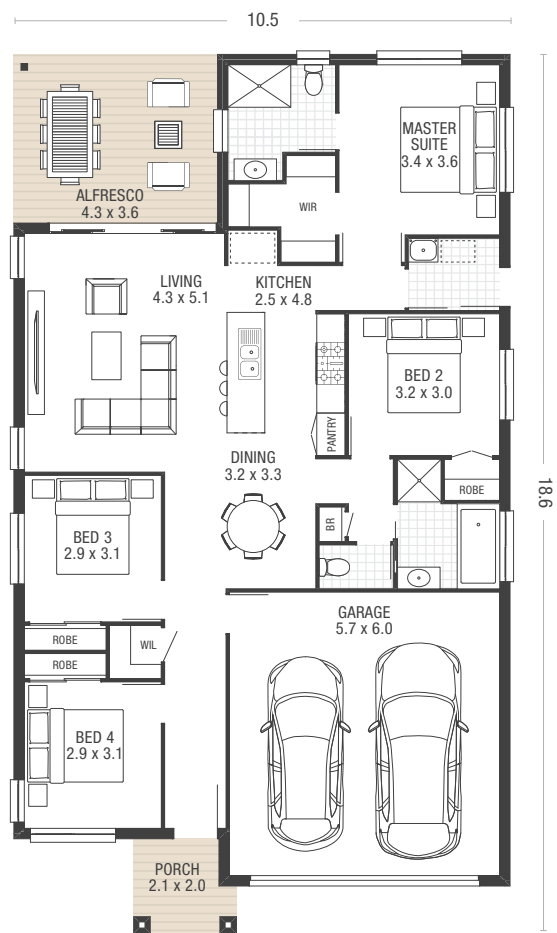 10.5
MASTER
SUITE
3.4 x 3.6
ALFRESCO
4.3 x 3.6
WIR
LIVING
4.3 x 5.1
KITCHEN
2.5 x 4.8
BED 2
3.2 x 3.0
PANTRY
DINING
3.2 x 3.3
ROBE
18.6
BR
BED 3
2.9 x 3.1
GARAGE
5.7 x 6.0
ROBE
WIL
ROBE
BED 4
2.9 x 3.1
PORCH
2.1 x 2.0